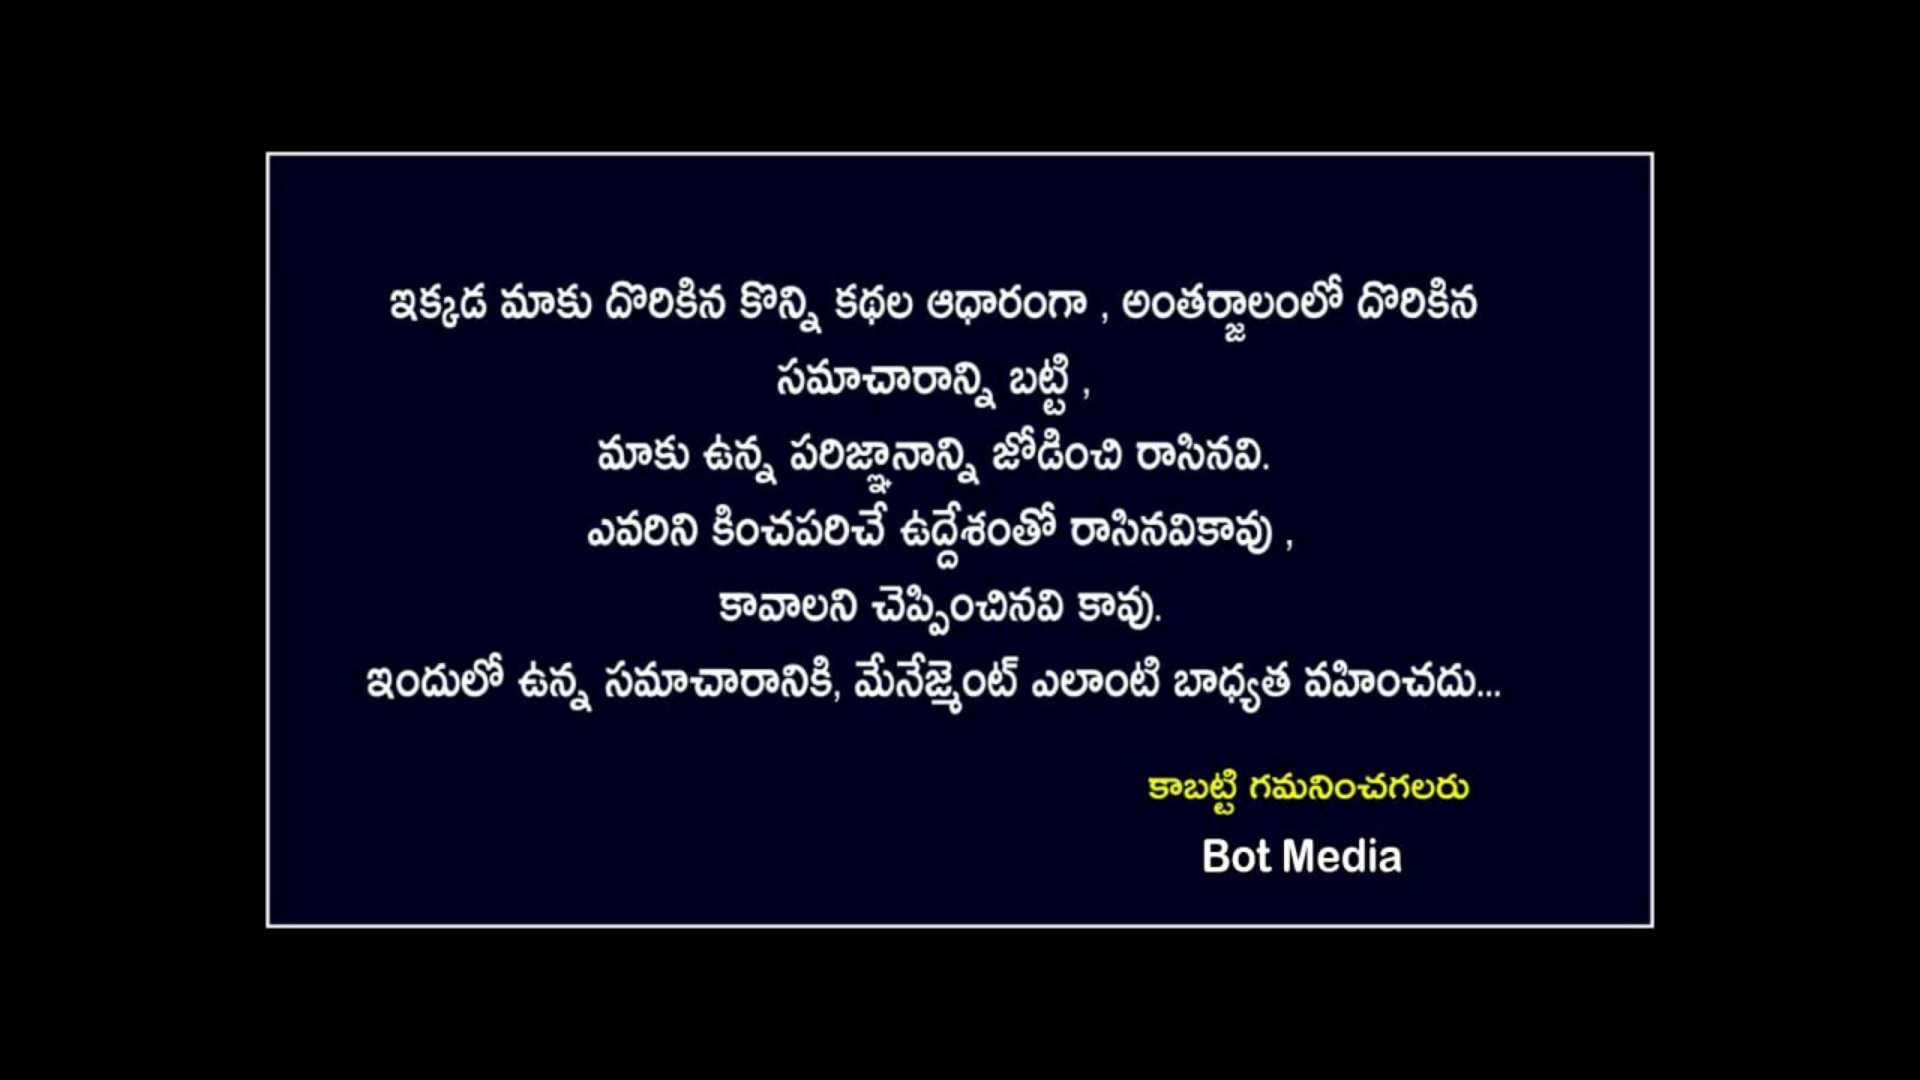 ఇక్కడ మాకు దొరికిన కొన్ని కథల ఆధారంగా , అంతర్జాలంలో దొరికిన
సమాచారాన్ని బట్టి ,
మాకు ఉన్న పరిజ్ఞానాన్ని జోడించి రాసినవి.
ఎవరిని కించపరిచే ఉద్దేశంతో రాసినవికావు ,
కావాలని చెప్పించినవి కావు.
ఇందులో ఉన్న సమాచారానికి, మేనేజ్మెంట్ ఎలాంటి బాధ్యత వహించదు...
కాబట్టి గమనించగలరు
Bot Media